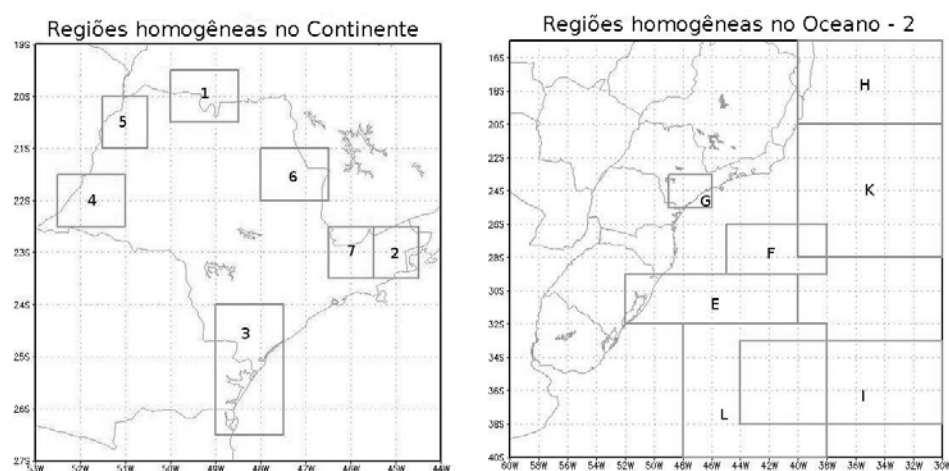 Regiões homogêneas no Continente
19S
20S
21S
22S
23S
24S
25S
26S
27S
53W 52W 51W 50W 49W 48W 47W 46W 45W 44W
1
5
6
4
7 2
3
Regiões homogêneas no Oceano - 2
16S
18S
20S
22S
24S
26S
28S
30S
32S
34S
36S
38S
40S
60W 58W 56W 54W 52W 50W 48W 46W 44W 42W 40W 38W 36W 34W 32W 30W
H
K
G
F
E
I
L